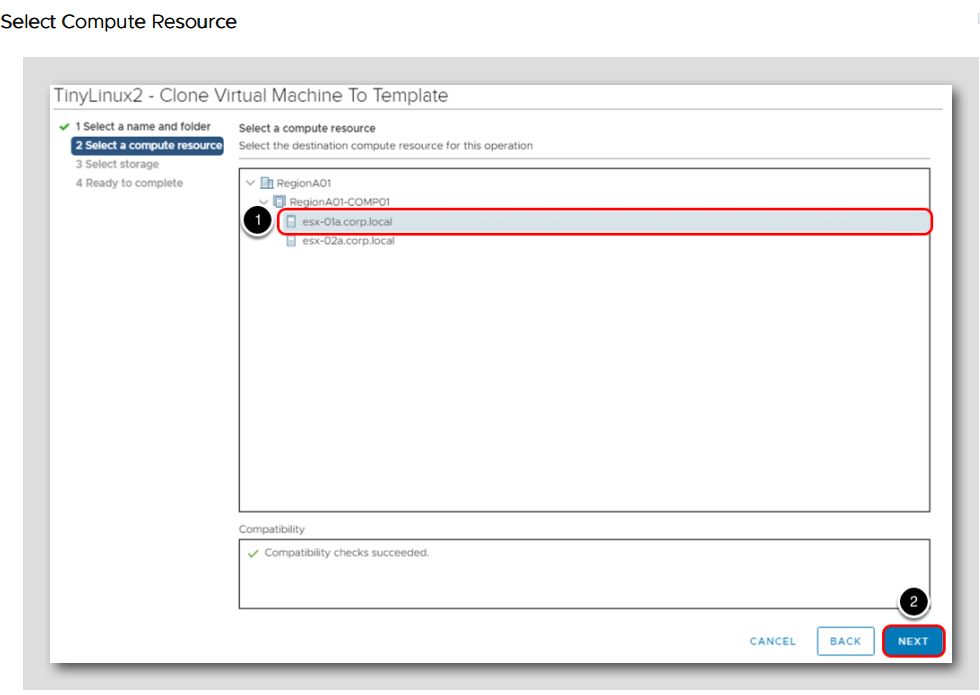 Select Compute Resource
TinyLinux2 - Clone Virtual Machine To Template
1 Select a name and folder
2 Select a compute resource
3 Select storage
4 Ready to complete
Select a compute resource
Select the destination compute resource for this operation
RegionA01
RegionA01-COMP01
1
esx-01a.corp.local
esx-02a.corp.local
Compatibility
Compatibility checks succeeded.
2
CANCEL BACK NEXT